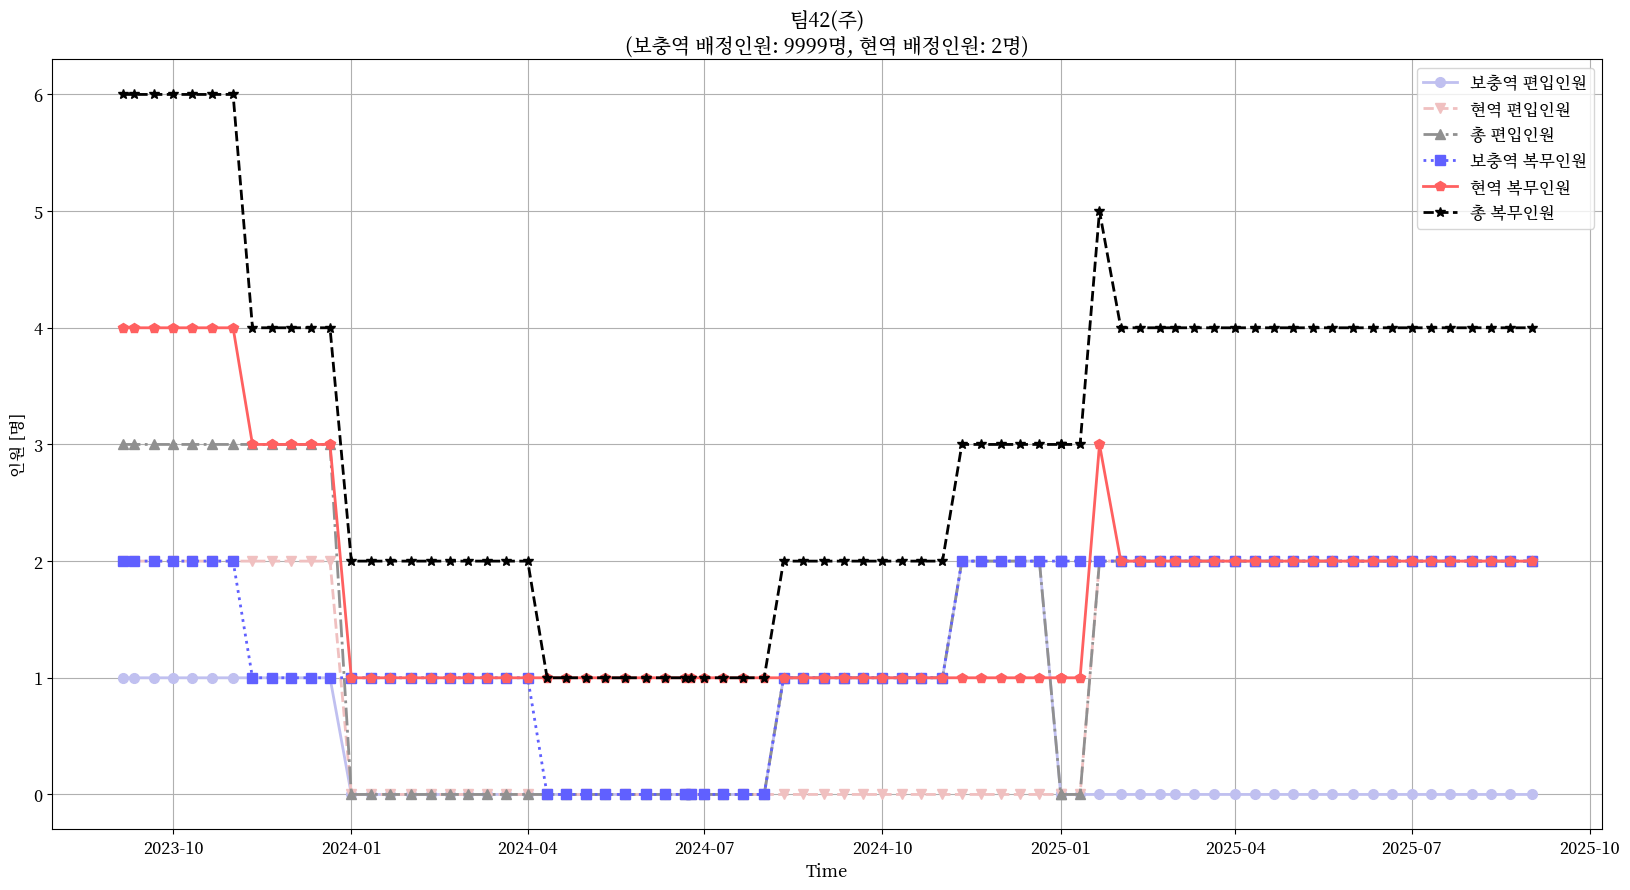 팀42(주)
(보충역 배정인원: 9999명, 현역 배정인원: 2명)
보충역 편입인원
현역 편입인원
총 편입인원
보충역 복무인원
현역 복무인원
총 복무인원
인원 [명]
6
5
4
3
2
1
0
2023-10 2024-01 2024-04 2024-07 2024-10 2025-01 2025-04 2025-07 2025-10
Time